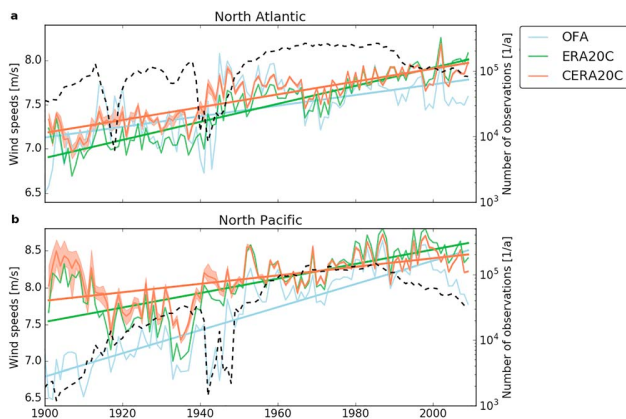 a
North Atlantic
OFA
ERA20C
CERA20C
Wind speeds [m/s]
8.0
7.5
7.0
6.5
Number of observations [1/a]
10^5
10^4
10^3
b
North Pacific
Wind speeds [m/s]
8.5
8.0
7.5
7.0
6.5
Number of observations [1/a]
10^5
10^4
10^3
1900 1920 1940 1960 1980 2000